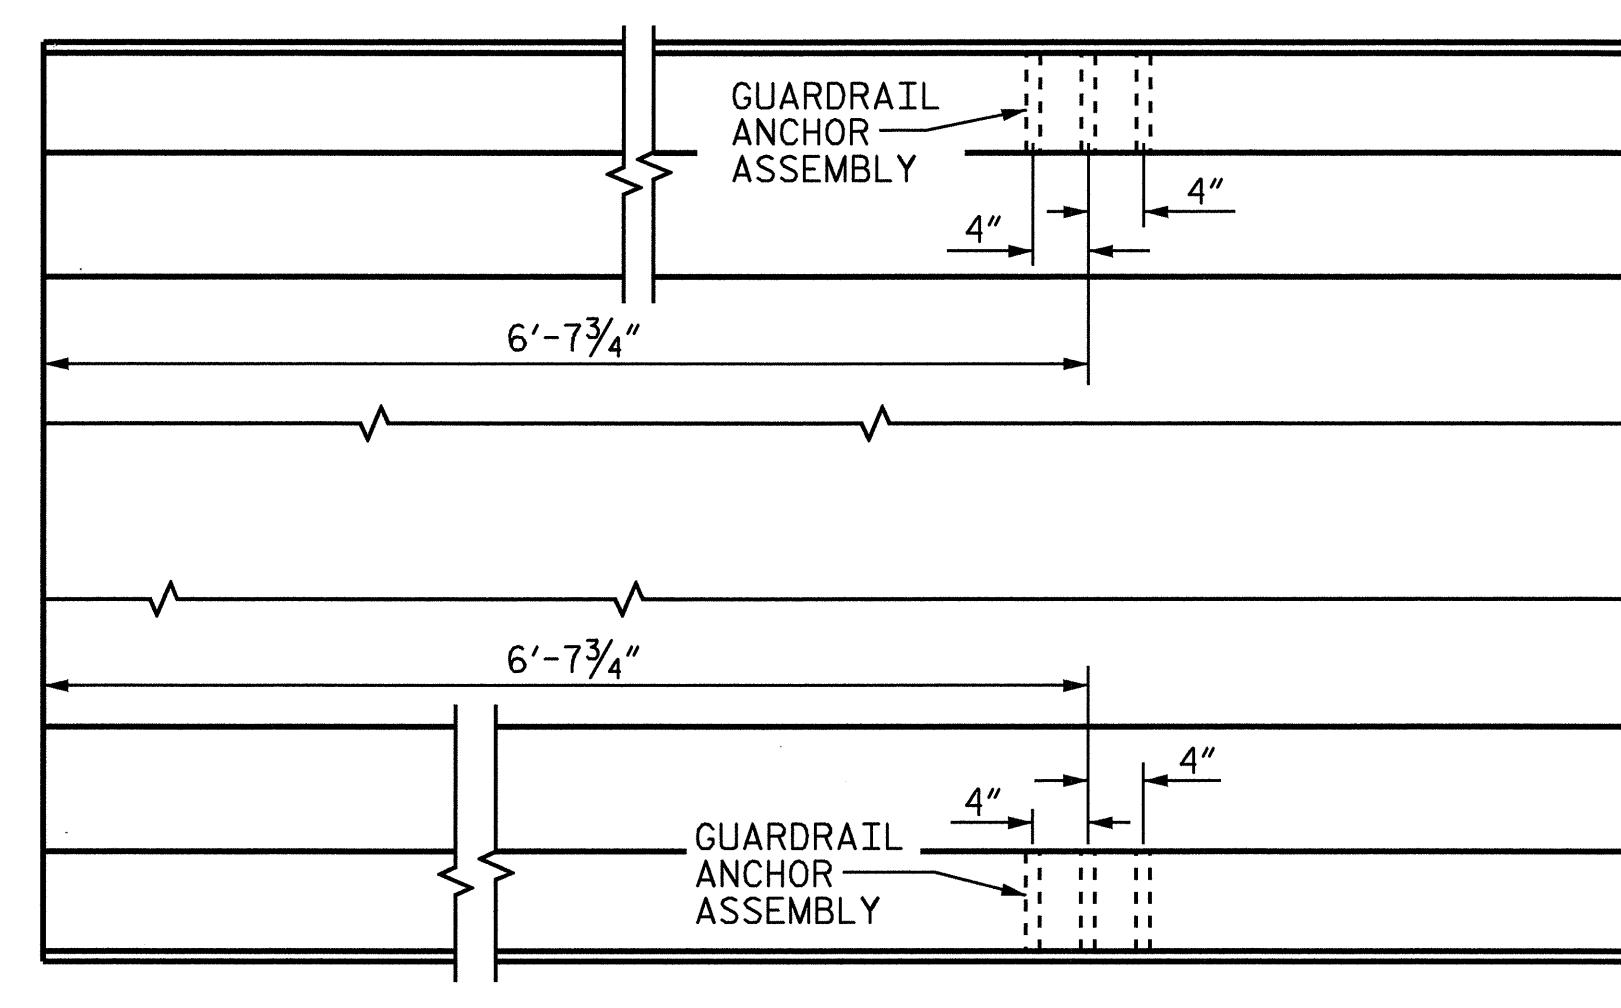 GUARDRAIL
ANCHOR
ASSEMBLY
4″
4″
6′-7¾″
6′-7¾″
4″
4″
GUARDRAIL
ANCHOR
ASSEMBLY